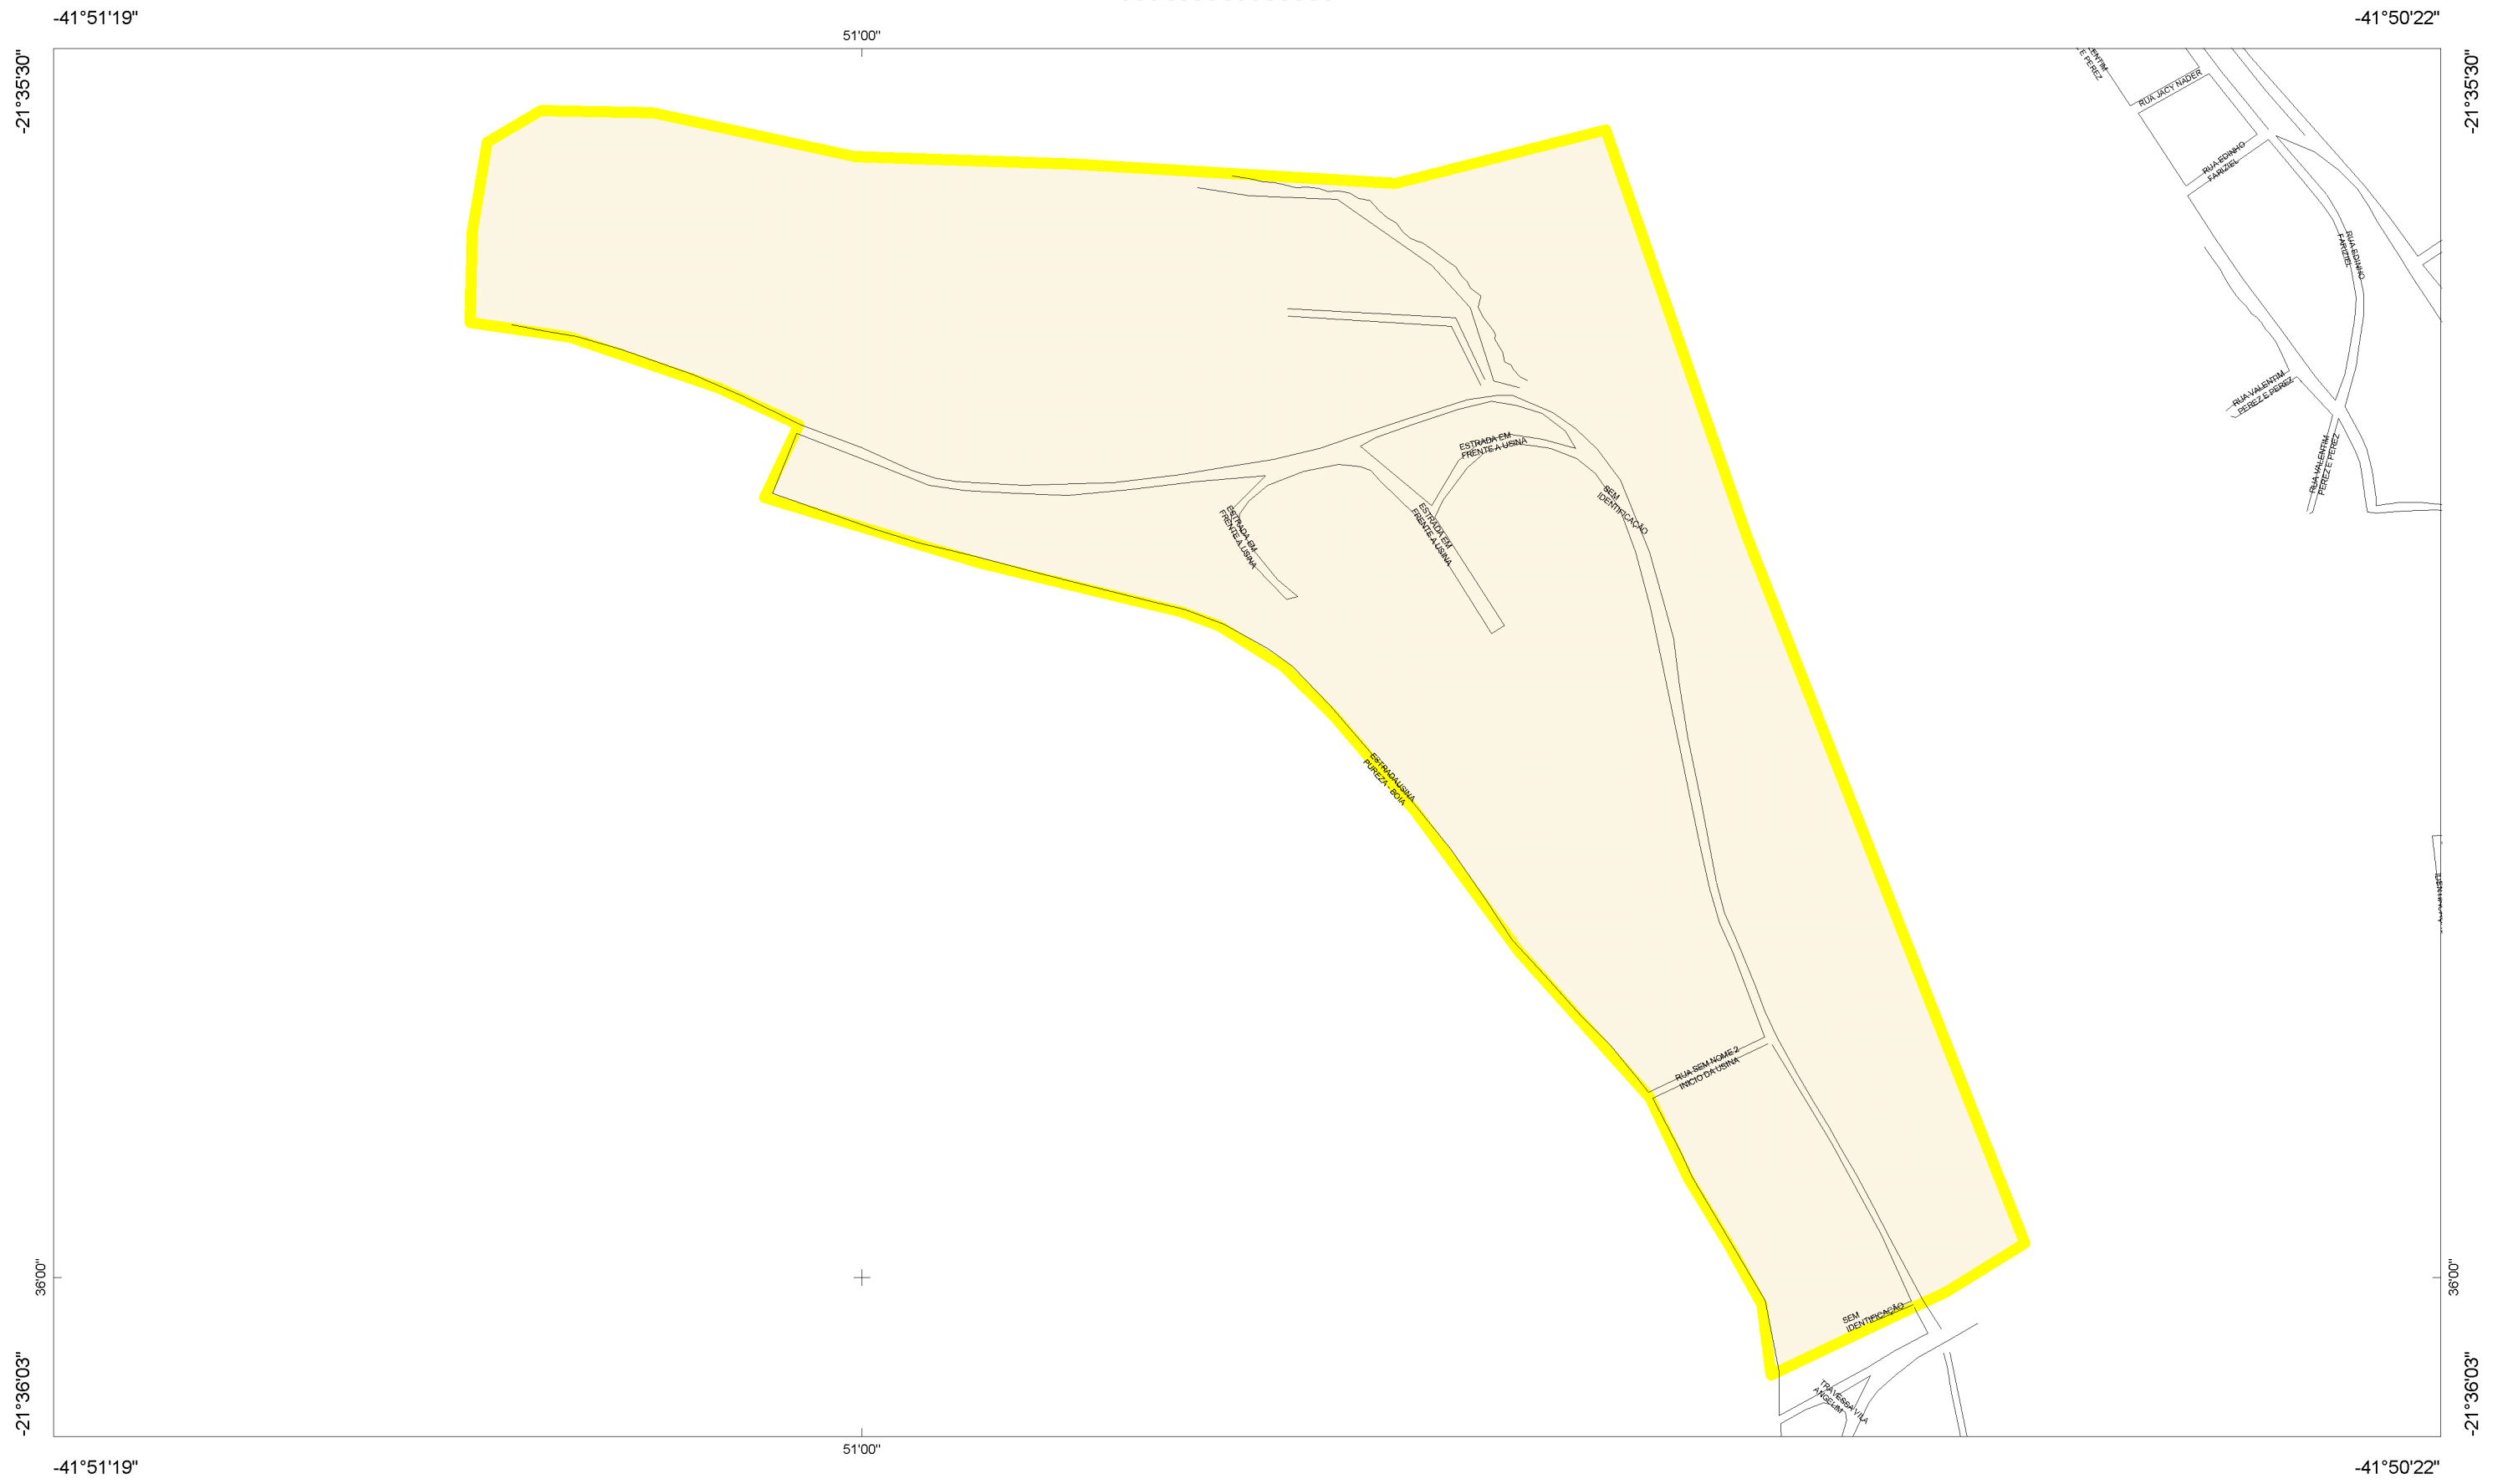 -41°51'19"
-41°50'22"
51'00"
-21°35'30"
-21°35'30"
E PEREZ
RUA JACY NADER
RUA EDINHO
FARIZIEL
RUA EDINHO
FARIZIEL
RUA VALENTIM
PEREZ E PEREZ
RUA VALENTIM
PEREZ E PEREZ
ESTRADA EM
FRENTE A USINA
SEM
IDENTIFICAÇÃO
ESTRADA EM
FRENTE A USINA
ESTRADA EM
FRENTE A USINA
ESTRADA USINA
PUREZA - BOIA
RUA SEM NOME 2
INICIO DA USINA
36'00"
36'00"
SEM
IDENTIFICAÇÃO
TRAVESSA VILA
ANGELIM
-21°36'03"
-21°36'03"
51'00"
-41°51'19"
-41°50'22"